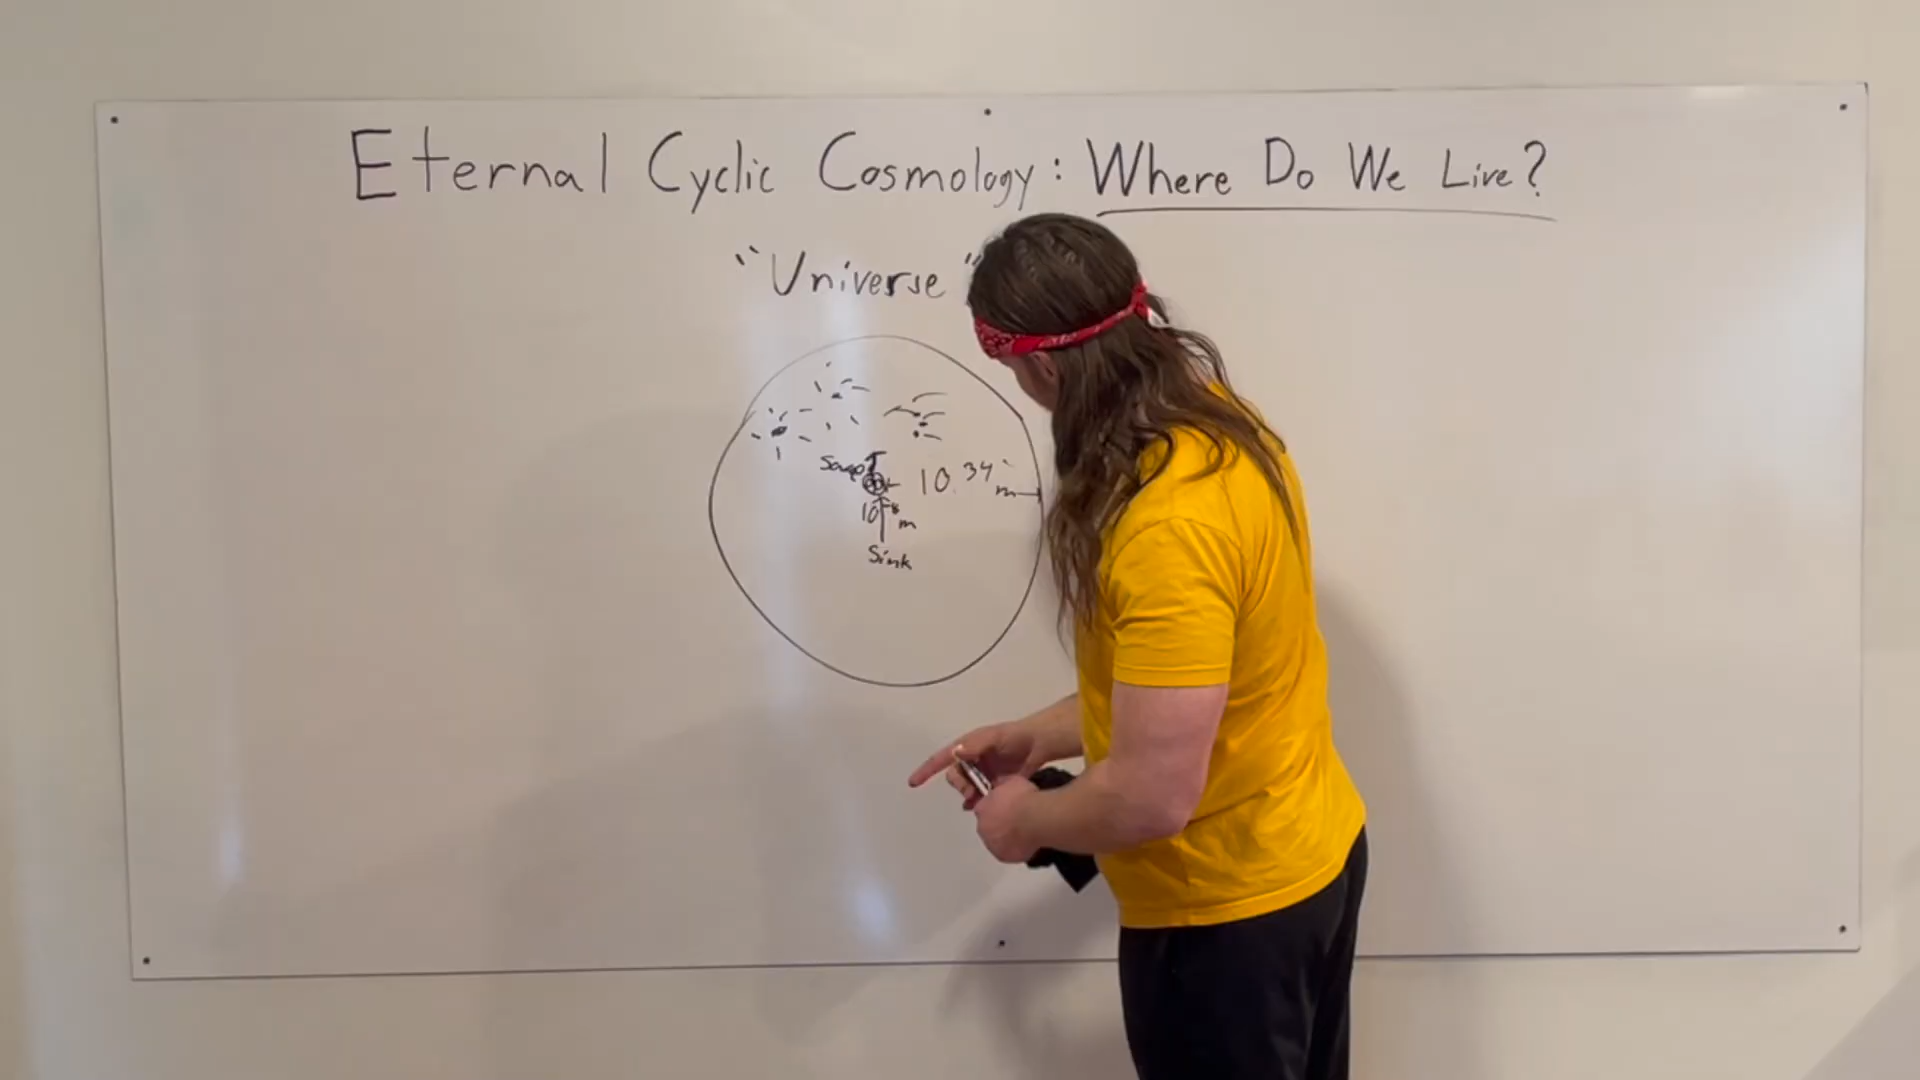 Eternal Cyclic Cosmology: Where Do We Live?
"Universe"
10.34
m
m
Sink